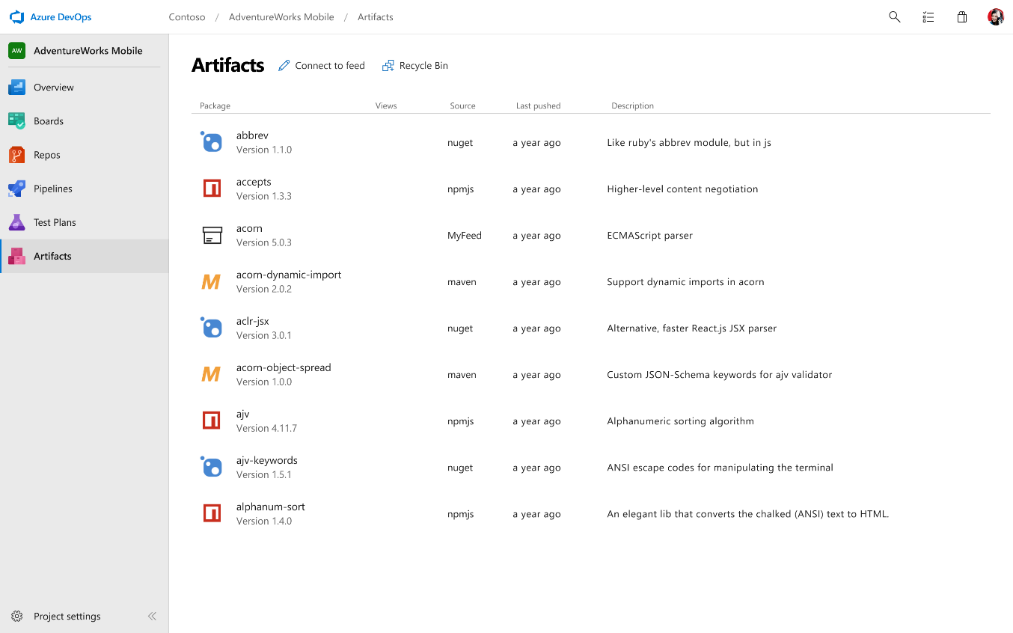 Azure DevOps
Contoso / AdventureWorks Mobile / Artifacts
AW AdventureWorks Mobile
Overview
Boards
Repos
Pipelines
Test Plans
Artifacts
Project settings
Artifacts Connect to feed Recycle Bin
Package Views Source Last pushed Description
abbrev
Version 1.1.0
nuget a year ago Like ruby's abbrev module, but in js
accepts
Version 1.3.3
npmjs a year ago Higher-level content negotiation
acorn
Version 5.0.3
MyFeed a year ago ECMAScript parser
acorn-dynamic-import
Version 2.0.2
maven a year ago Support dynamic imports in acorn
aclr-jsx
Version 3.0.1
nuget a year ago Alternative, faster React.js JSX parser
acorn-object-spread
Version 1.0.0
maven a year ago Custom JSON-Schema keywords for ajv validator
ajv
Version 4.11.7
npmjs a year ago Alphanumeric sorting algorithm
ajv-keywords
Version 1.5.1
nuget a year ago ANSI escape codes for manipulating the terminal
alphanum-sort
Version 1.4.0
npmjs a year ago An elegant lib that converts the chalked (ANSI) text to HTML.